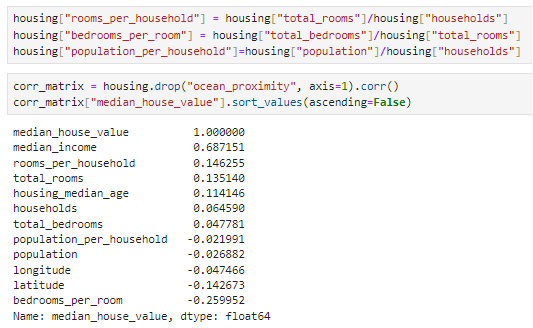 housing["rooms_per_household"] = housing["total_rooms"]/housing["households"]
housing["bedrooms_per_room"] = housing["total_bedrooms"]/housing["total_rooms"]
housing["population_per_household"]=housing["population"]/housing["households"]
corr_matrix = housing.drop("ocean_proximity", axis=1).corr()
corr_matrix["median_house_value"].sort_values(ascending=False)
median_house_value 1.000000
median_income 0.687151
rooms_per_household 0.146255
total_rooms 0.135140
housing_median_age 0.114146
households 0.064590
total_bedrooms 0.047781
population_per_household -0.021991
population -0.026882
longitude -0.047466
latitude -0.142673
bedrooms_per_room -0.259952
Name: median_house_value, dtype: float64